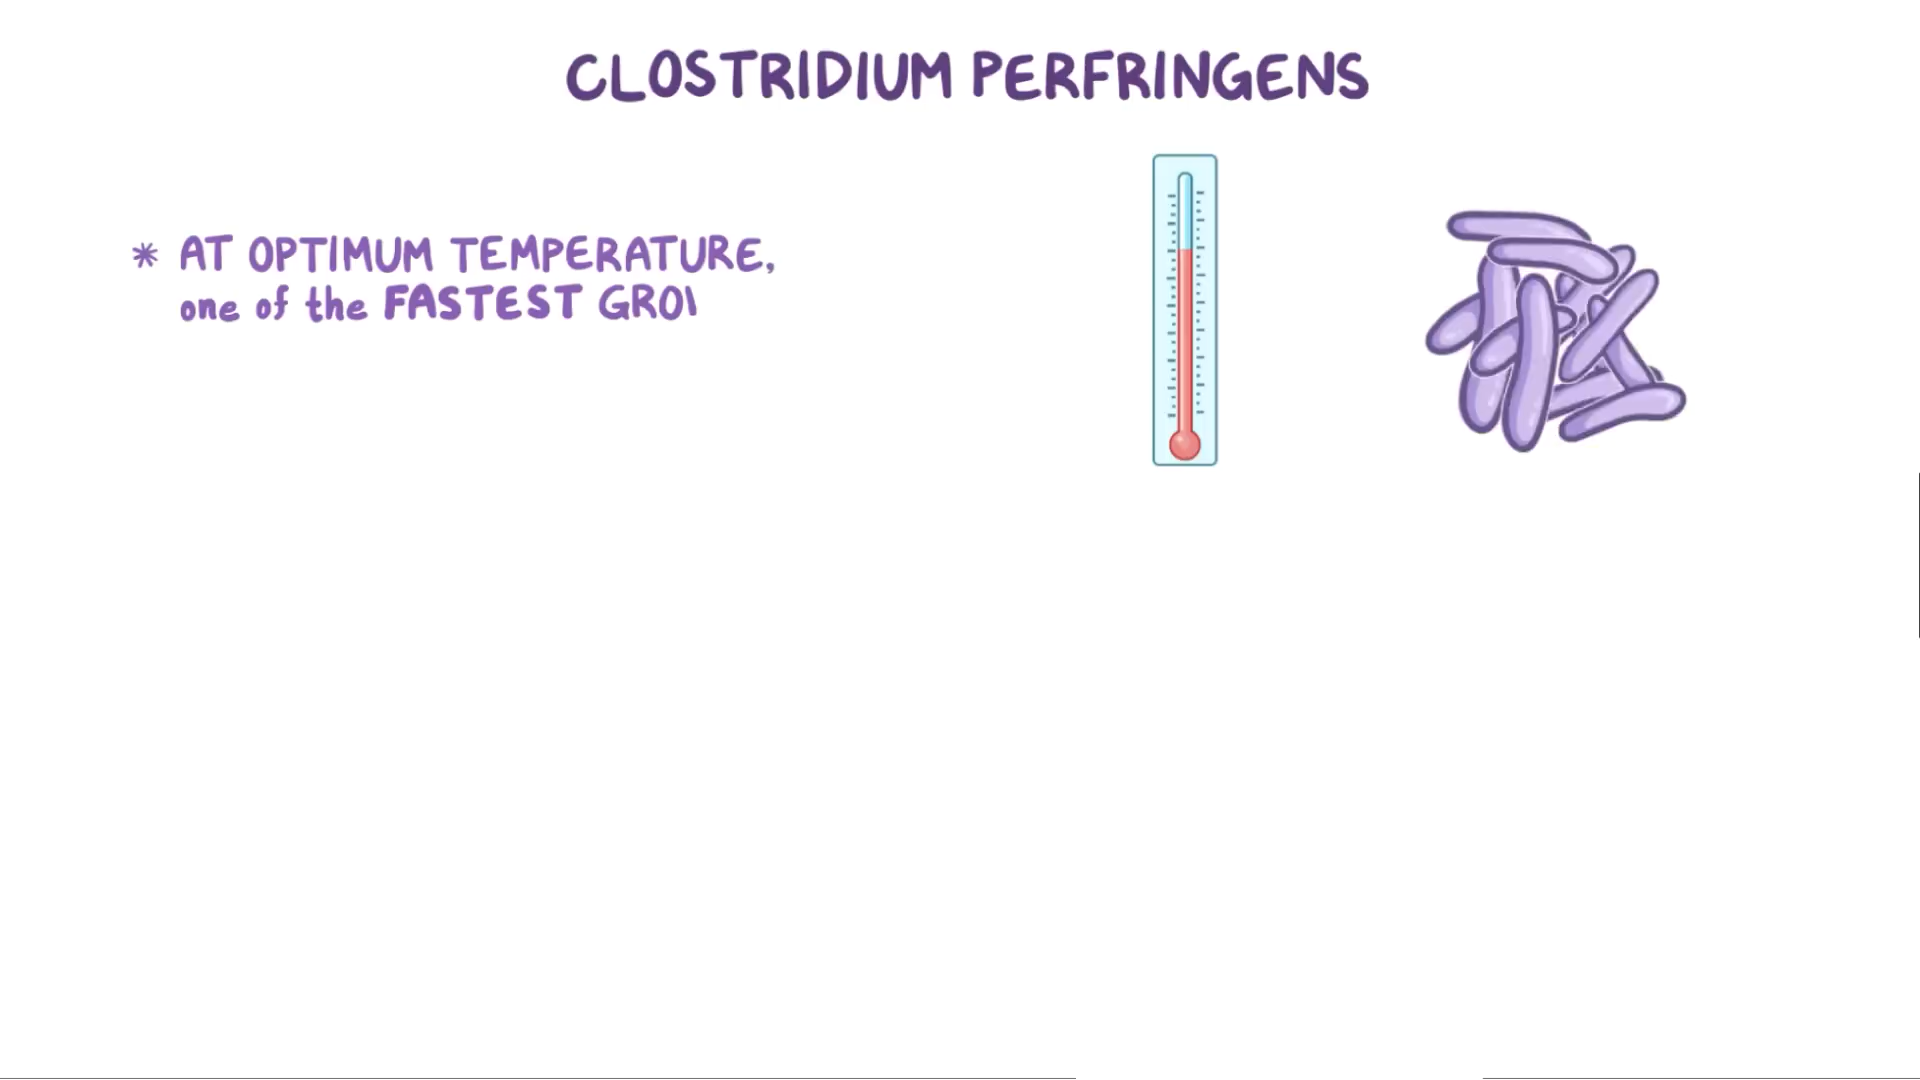 CLOSTRIDIUM PERFRINGENS
* AT OPTIMUM TEMPERATURE,
one of the FASTEST